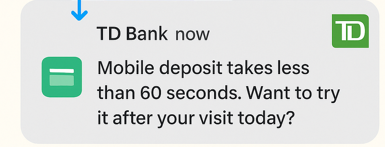 TD Bank now
TD
Mobile deposit takes less
than 60 seconds. Want to try
it after your visit today?